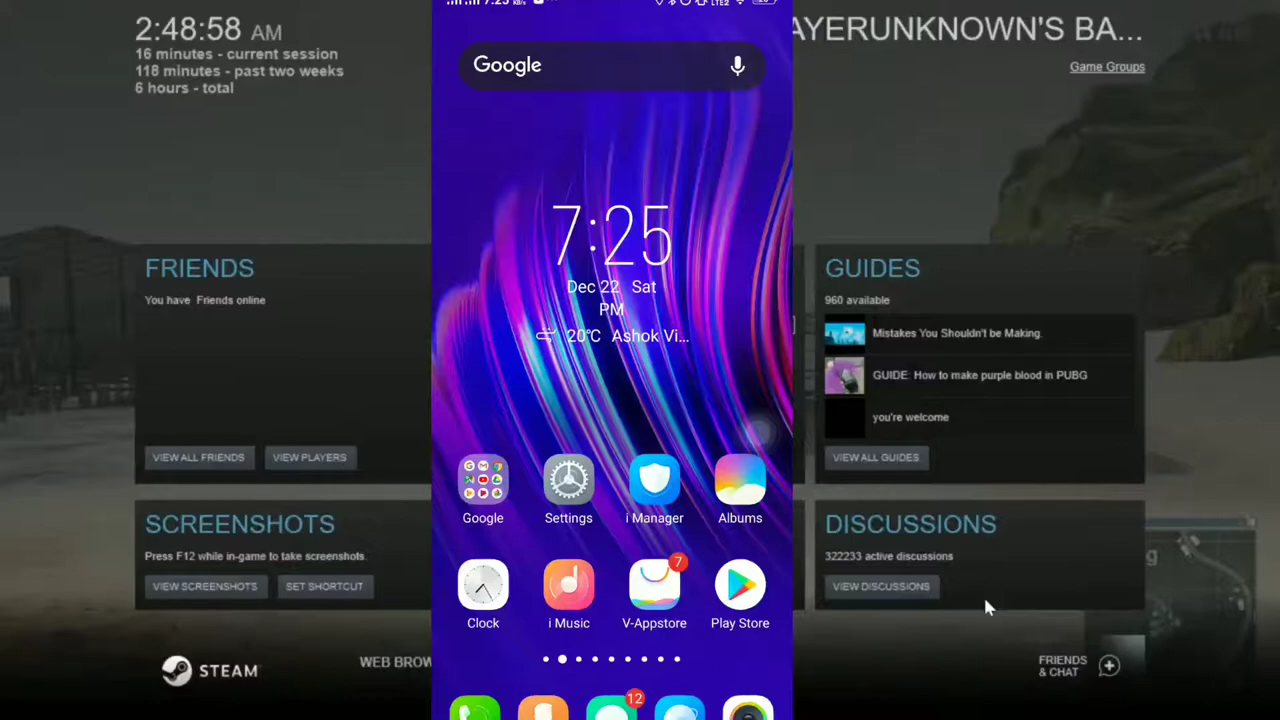 2:48:58 AM
16 minutes - current session
118 minutes - past two weeks
6 hours - total
AYERUNKNOWN'S BA...
Game Groups
Google
7:25
Dec 22 Sat
PM
20°C Ashok Vi...
FRIENDS
You have Friends online
VIEW ALL FRIENDS
VIEW PLAYERS
GUIDES
960 available
Mistakes You Shouldn't be Making.
GUIDE: How to make purple blood in PUBG
you're welcome
VIEW ALL GUIDES
Google
Settings
i Manager
Albums
SCREENSHOTS
Press F12 while in-game to take screenshots.
VIEW SCREENSHOTS
SET SHORTCUT
7
Clock
i Music
V-Appstore
Play Store
DISCUSSIONS
322233 active discussions
VIEW DISCUSSIONS
g
STEAM
WEB BROW
12
FRIENDS
& CHAT